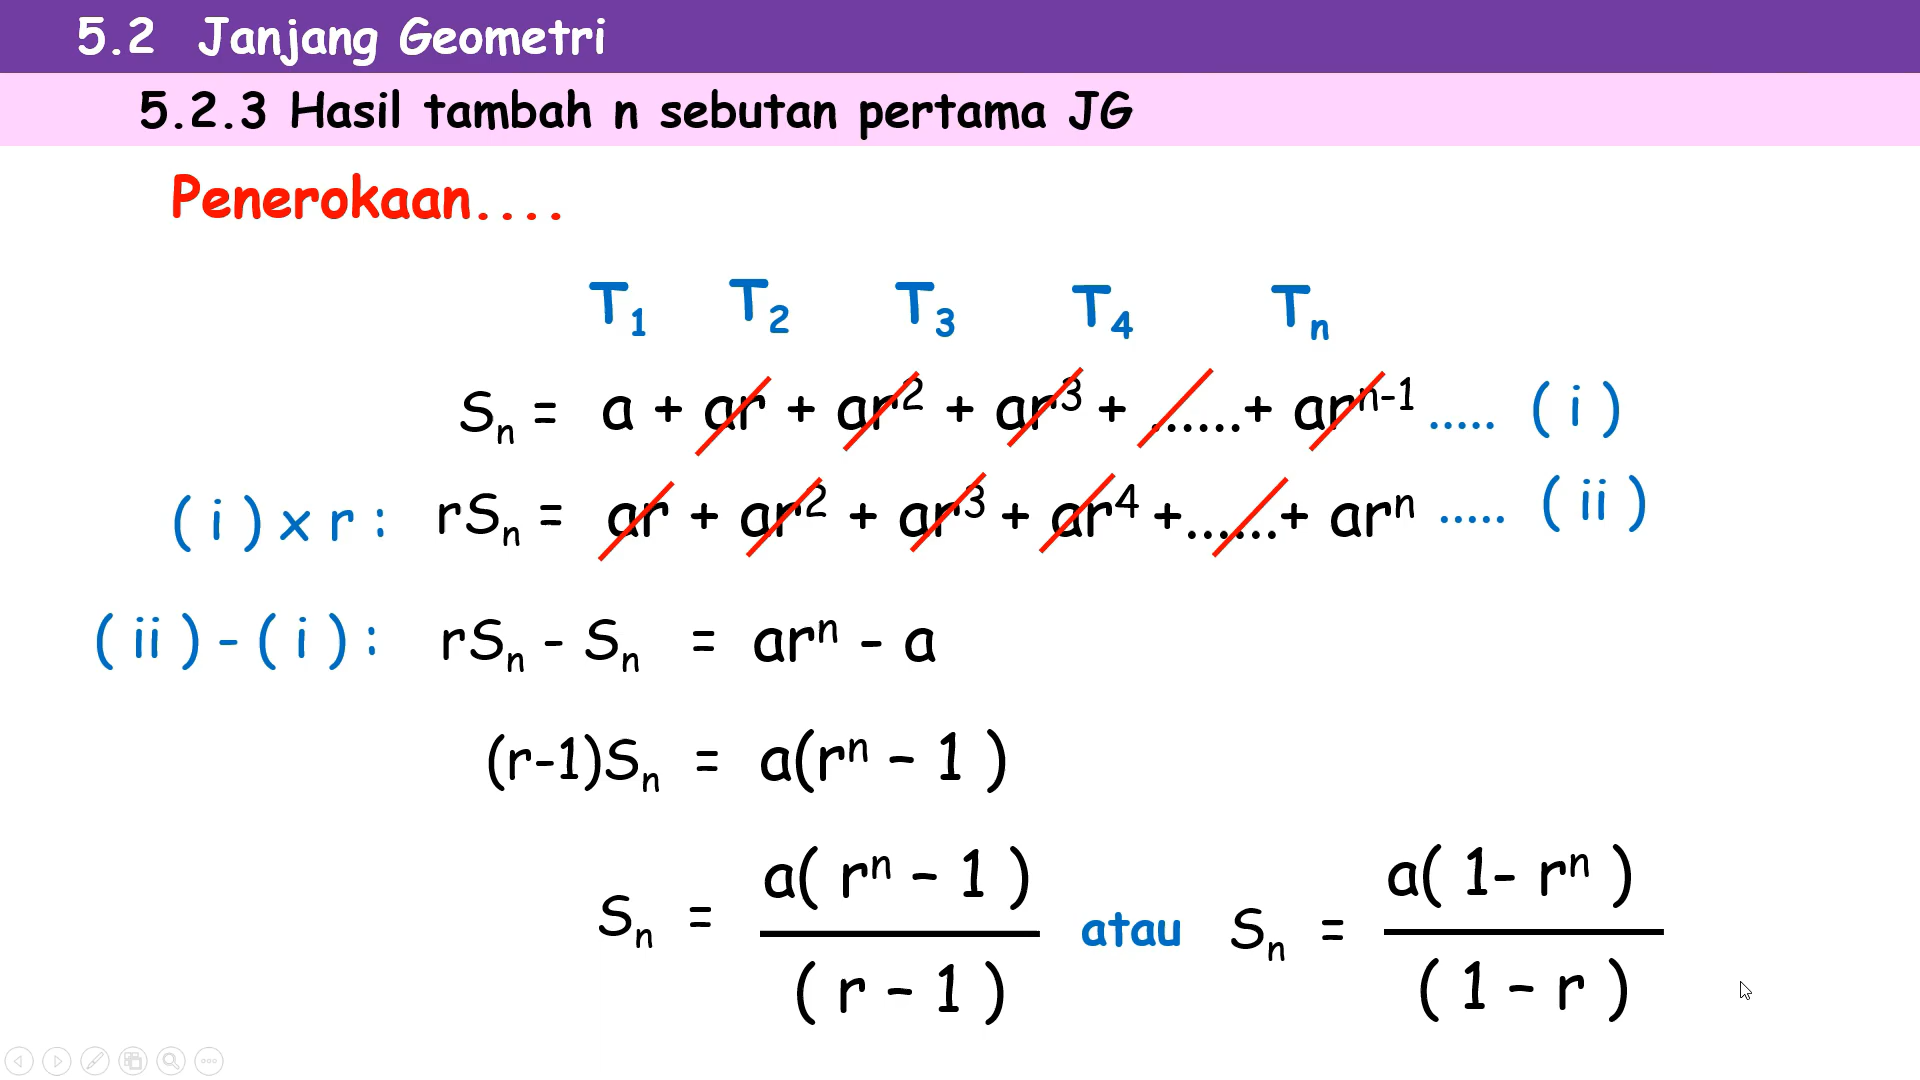 5.2 Janjang Geometri
5.2.3 Hasil tambah n sebutan pertama JG
Penerokaan....
T₁ T₂ T₃ T₄ Tₙ
Sₙ = a + ar + ar² + ar³ + ......+ arⁿ⁻¹ ..... ( i )
( i ) x r : rSₙ = ar + ar² + ar³ + ar⁴ +......+ arⁿ ..... ( ii )
( ii ) - ( i ) : rSₙ - Sₙ = arⁿ - a
(r-1)Sₙ = a(rⁿ – 1 )
Sₙ = a( rⁿ – 1 ) / ( r – 1 ) atau Sₙ = a( 1- rⁿ ) / ( 1 – r )